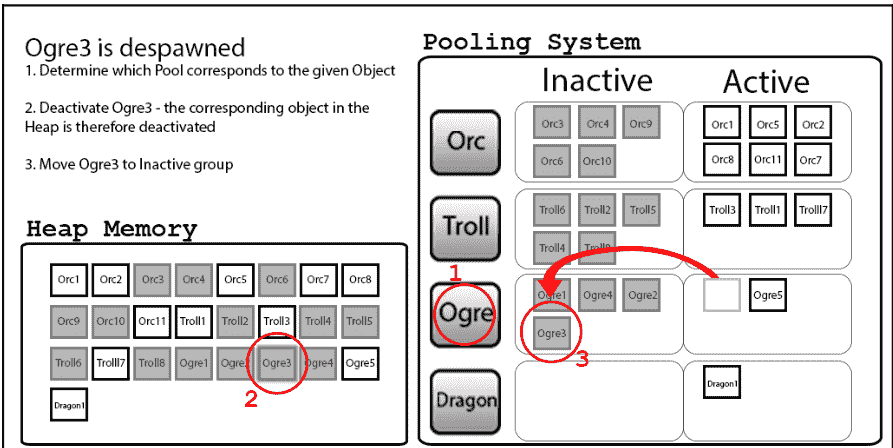 Ogre3 is despawned
1. Determine which Pool corresponds to the given Object
2. Deactivate Ogre3 - the corresponding object in the
Heap is therefore deactivated
3. Move Ogre3 to Inactive group
Heap Memory
Orc1 Orc2 Orc3 Orc4 Orc5 Orc6 Orc7 Orc8
Orc9 Orc10 Orc11 Troll1 Troll2 Troll3 Troll4 Troll5
Troll6 Trolll7 Troll8 Ogre1 Ogre2 Ogre3 Ogre4 Ogre5
Dragon1
2
Pooling System
Inactive Active
Orc
Orc3 Orc4 Orc9
Orc6 Orc10
Orc1 Orc5 Orc2
Orc8 Orc11 Orc7
Troll
Troll6 Troll2 Troll5
Troll4 Troll8
Troll3 Troll1 Trolll7
1
Ogre
Ogre1 Ogre4 Ogre2
Ogre3
3
Ogre5
Dragon
Dragon1